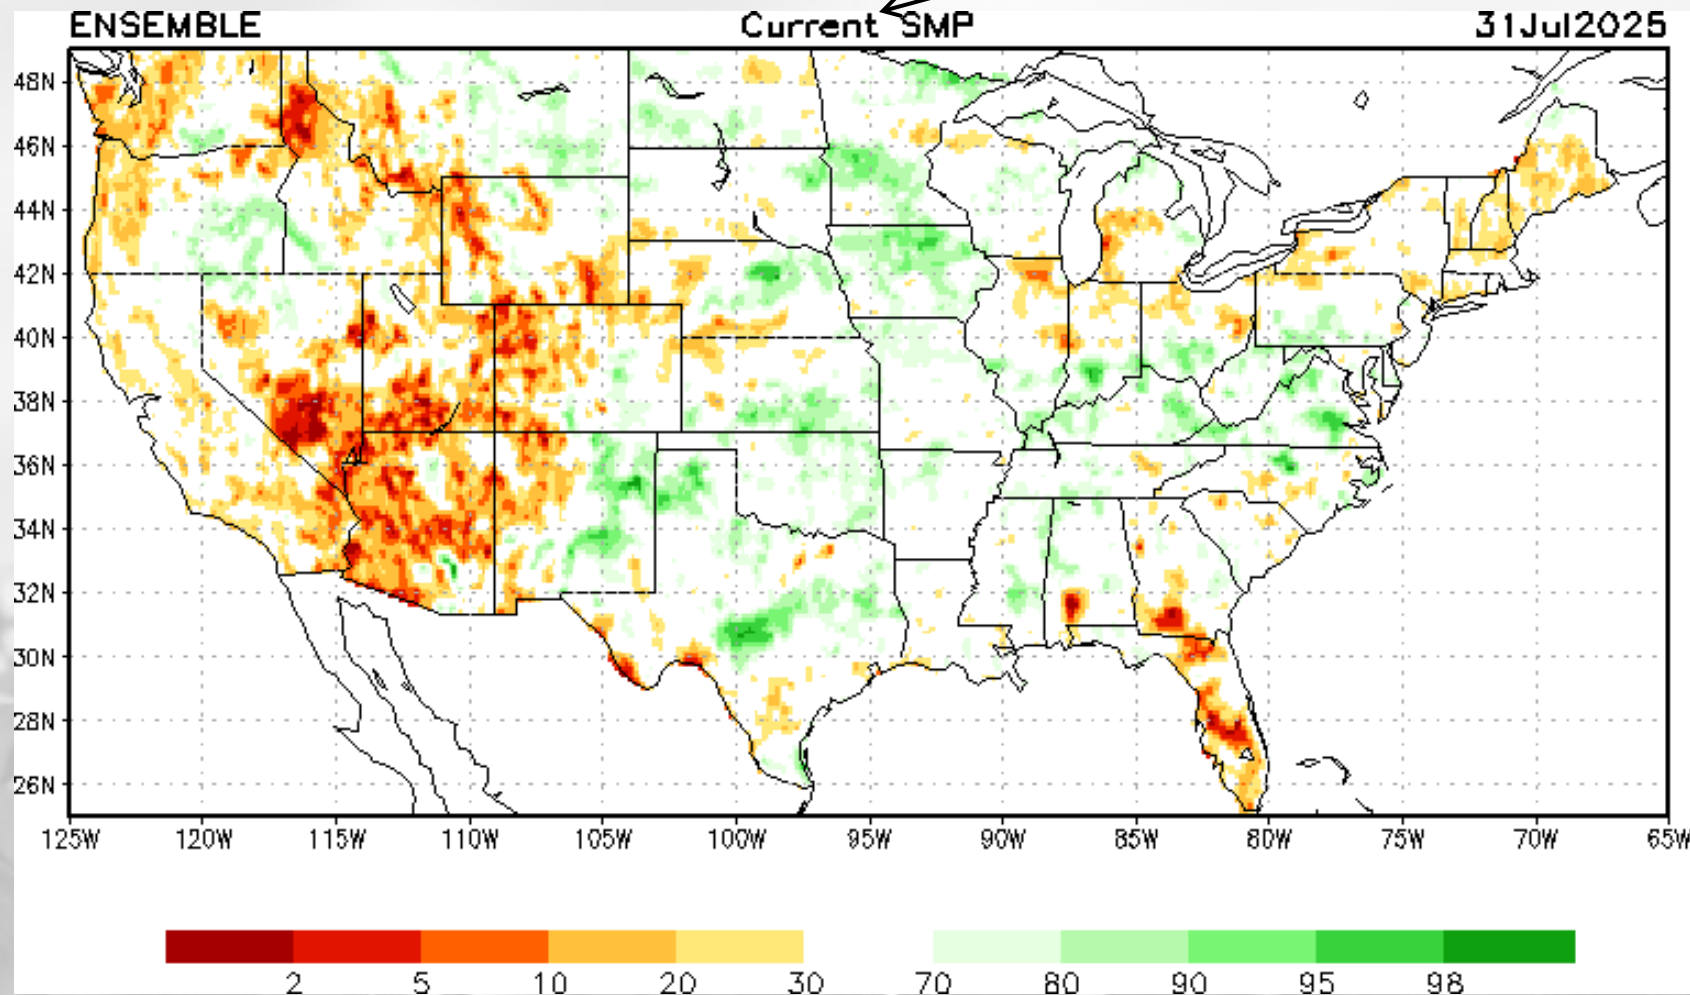 ENSEMBLE Current SMP 31Jul2025
48N
46N
44N
42N
40N
38N
36N
34N
32N
30N
28N
26N
125W 120W 115W 110W 105W 100W 95W 90W 85W 80W 75W 70W 65W
2 5 10 20 30 70 80 90 95 98